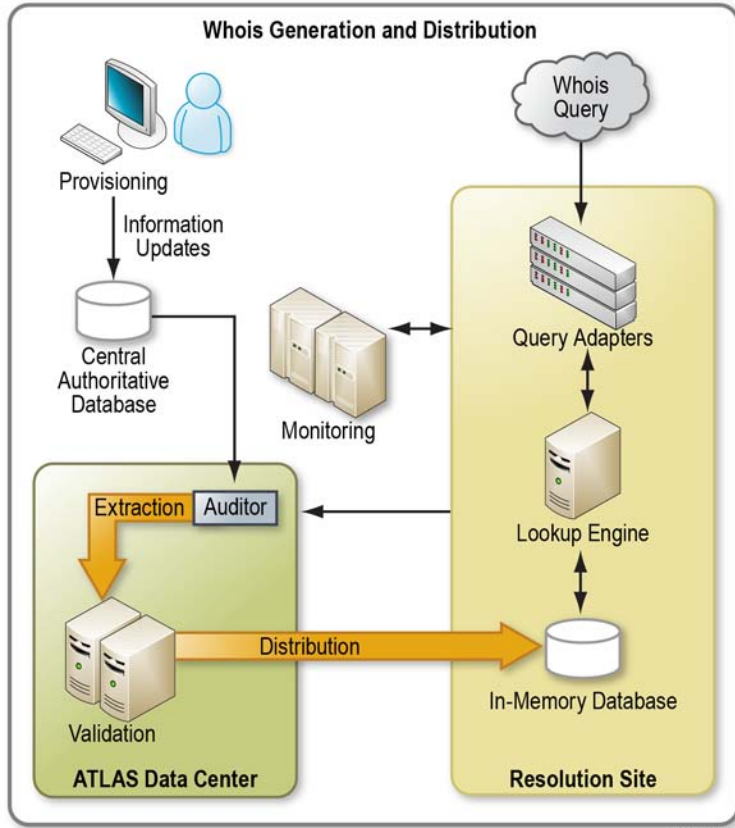 Whois Generation and Distribution
Whois
Query
Provisioning
Information
Updates
Central
Authoritative
Database
Monitoring
Query Adapters
Extraction
Auditor
Lookup Engine
Distribution
Validation
In-Memory Database
ATLAS Data Center
Resolution Site